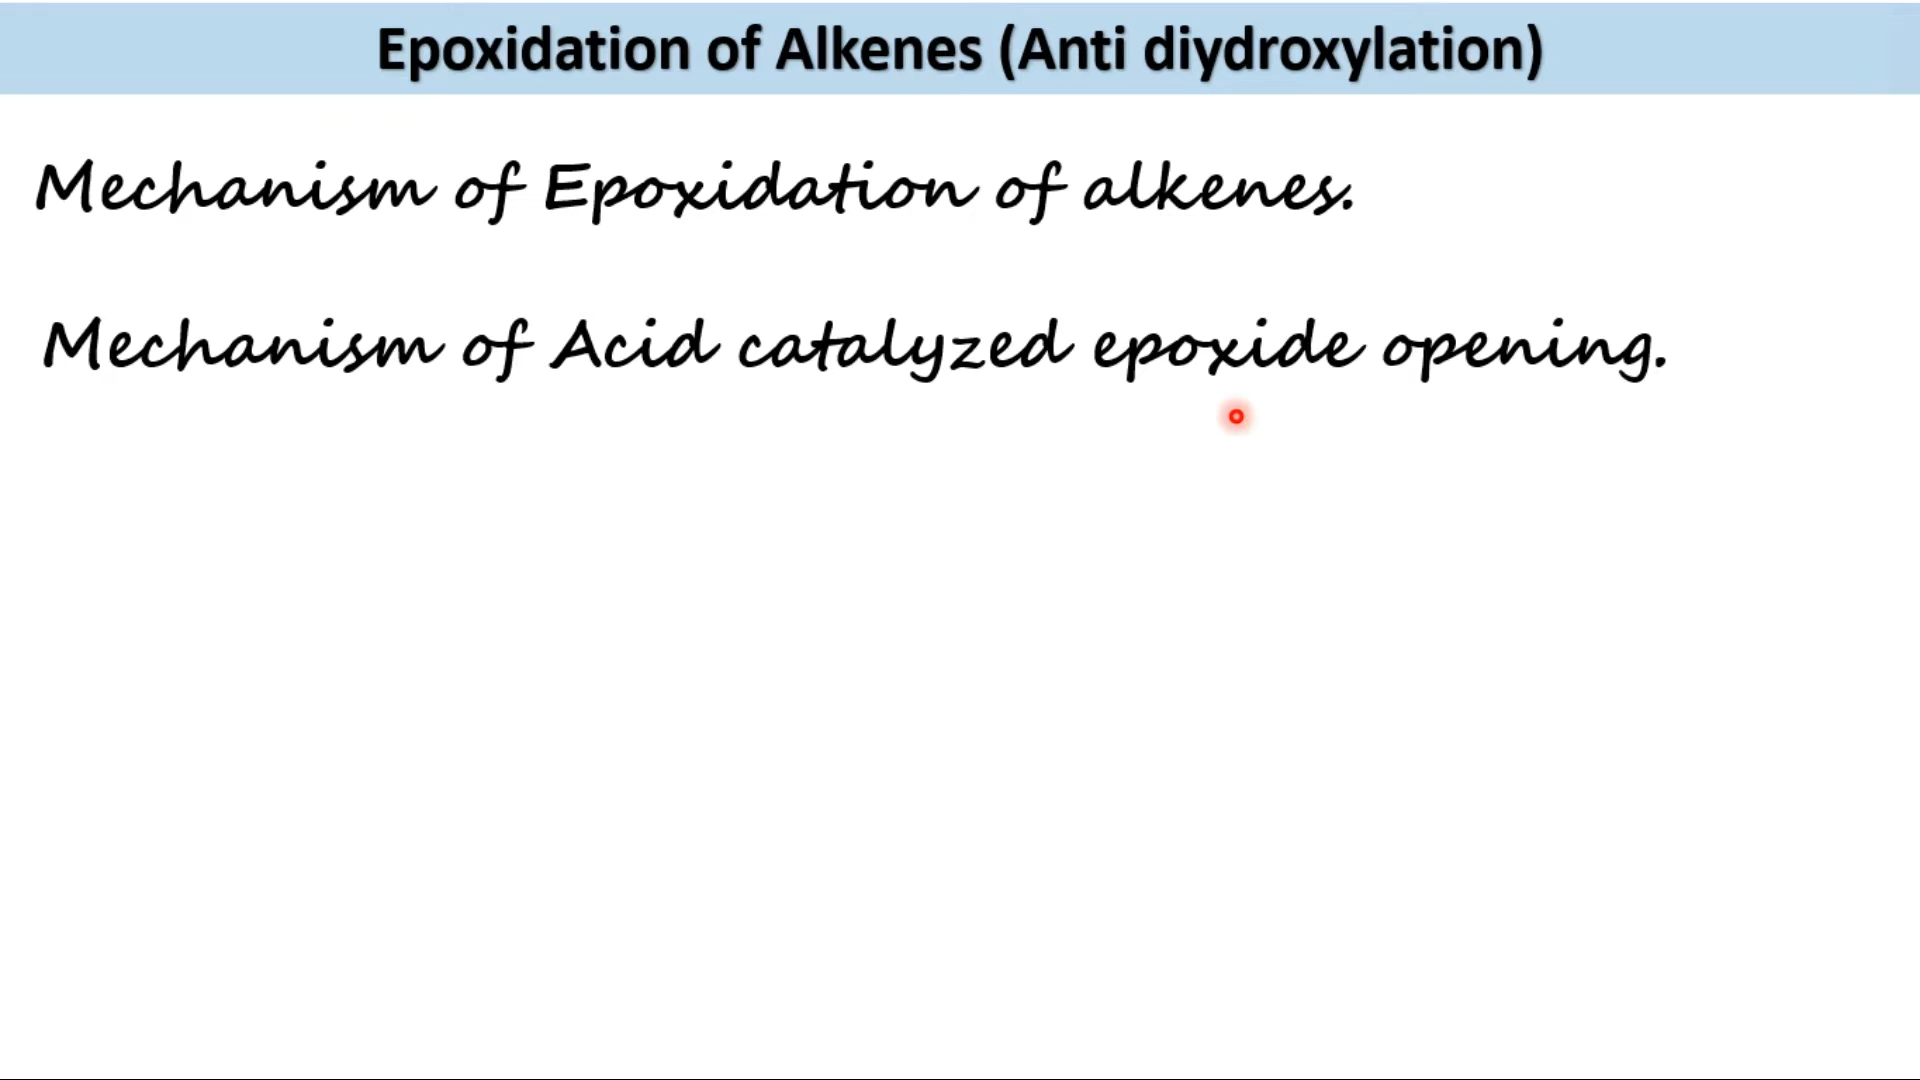 Epoxidation of Alkenes (Anti diydroxylation)
Mechanism of Epoxidation of alkenes.
Mechanism of Acid catalyzed epoxide opening.